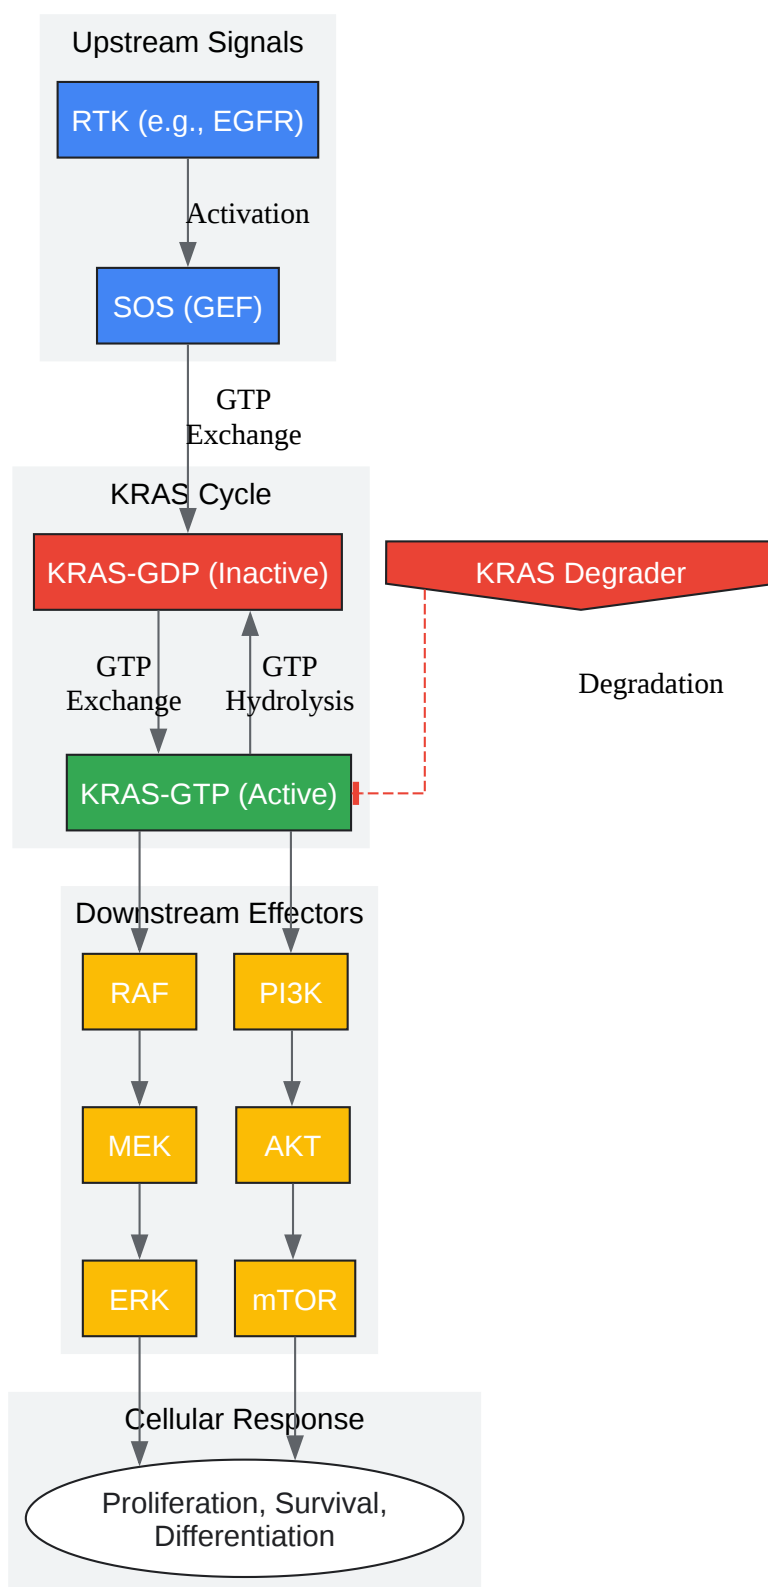 Upstream Signals
RTK (e.g., EGFR)
Activation
SOS (GEF)
GTP
Exchange
KRAS Cycle
KRAS-GDP (Inactive)
KRAS Degrader
GTP
Exchange
GTP
Hydrolysis
Degradation
KRAS-GTP (Active)
Downstream Effectors
RAF
PI3K
MEK
AKT
ERK
mTOR
Cellular Response
Proliferation, Survival,
Differentiation